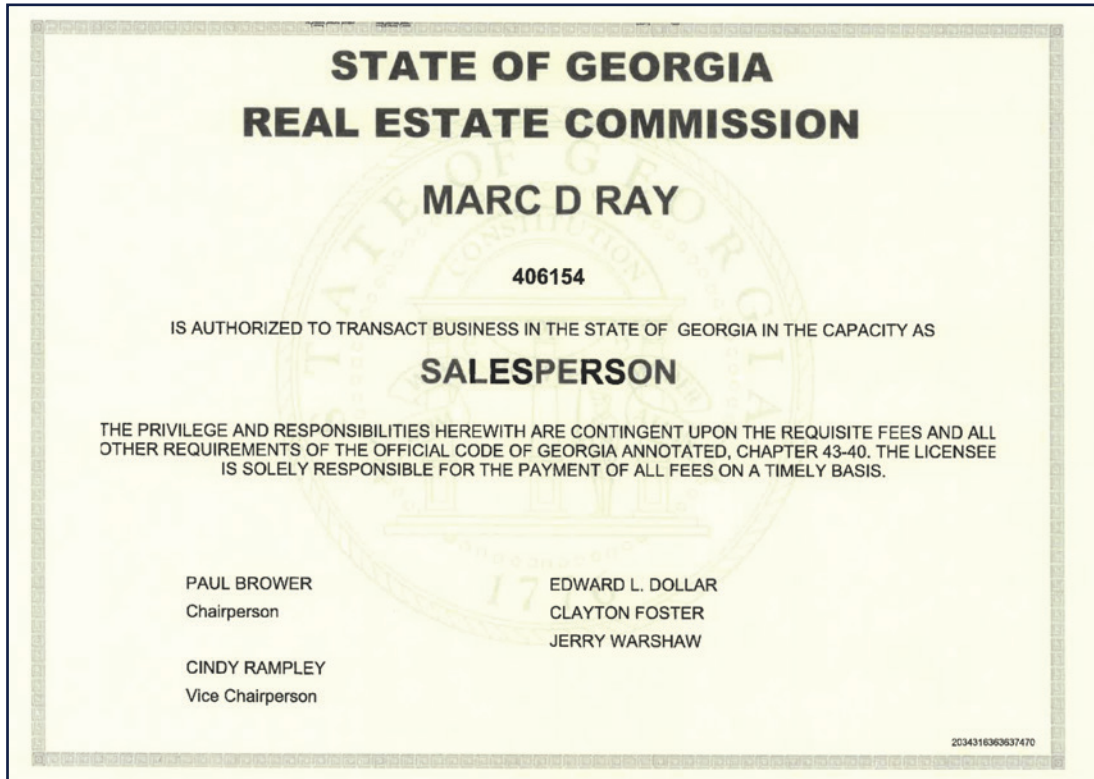 STATE OF GEORGIA
REAL ESTATE COMMISSION
MARC D RAY
406154
IS AUTHORIZED TO TRANSACT BUSINESS IN THE STATE OF GEORGIA IN THE CAPACITY AS
SALESPERSON
THE PRIVILEGE AND RESPONSIBILITIES HEREWITH ARE CONTINGENT UPON THE REQUISITE FEES AND ALL
OTHER REQUIREMENTS OF THE OFFICIAL CODE OF GEORGIA ANNOTATED, CHAPTER 43-40. THE LICENSEE
IS SOLELY RESPONSIBLE FOR THE PAYMENT OF ALL FEES ON A TIMELY BASIS.
STATE OF GEORGIA
CONSTITUTION
PAUL BROWER
Chairperson
CINDY RAMPLEY
Vice Chairperson
EDWARD L. DOLLAR
CLAYTON FOSTER
JERRY WARSHAW
2034316363637470